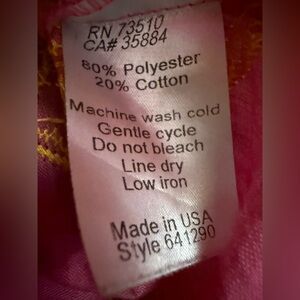 RN 73510
CA# 35884
80% Polyester
20% Cotton
Machine wash cold
Gentle cycle
Do not bleach
Line dry
Low iron
Made in USA
Style 641290